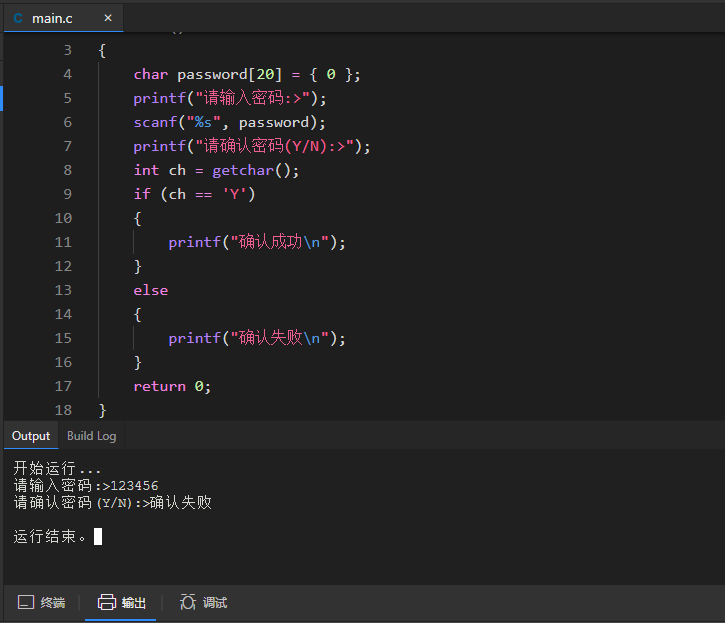 main.c ×
3 {
4 char password[20] = { 0 };
5 printf("请输入密码:>");
6 scanf("%s", password);
7 printf("请确认密码(Y/N):>");
8 int ch = getchar();
9 if (ch == 'Y')
10 {
11 printf("确认成功\n");
12 }
13 else
14 {
15 printf("确认失败\n");
16 }
17 return 0;
18 }
Output Build Log
开始运行...
请输入密码:>123456
请确认密码(Y/N):>确认失败
运行结束。
终端 输出 调试